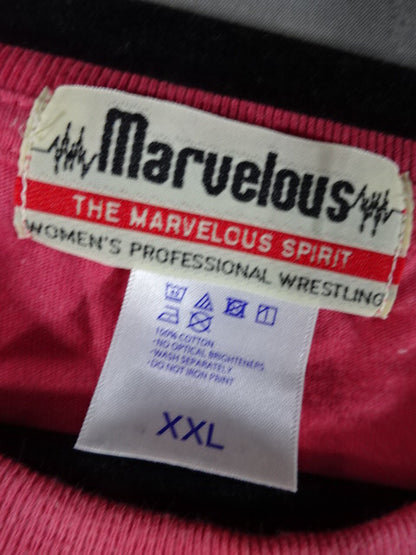 Marvelous
THE MARVELOUS SPIRIT
WOMEN'S PROFESSIONAL WRESTLING
100% COTTON
•NO OPTICAL BRIGHTENERS
•WASH SEPARATELY
•DO NOT IRON PRINT
XXL